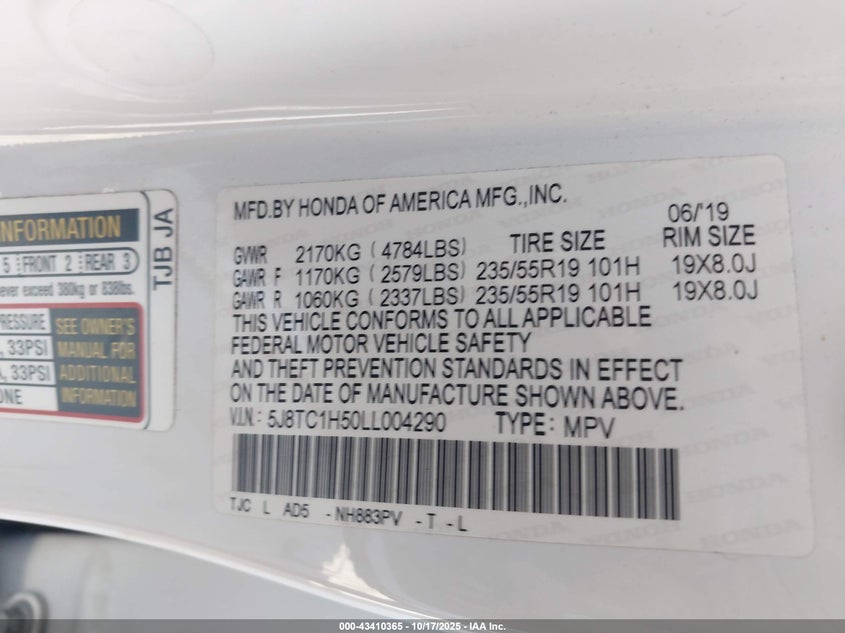 MFD.BY HONDA OF AMERICA MFG.,INC.
06/'19
GVWR 2170KG ( 4784LBS) TIRE SIZE RIM SIZE
GAWR F 1170KG ( 2579LBS) 235/55R19 101H 19X8.0J
GAWR R 1060KG ( 2337LBS) 235/55R19 101H 19X8.0J
THIS VEHICLE CONFORMS TO ALL APPLICABLE
FEDERAL MOTOR VEHICLE SAFETY
AND THEFT PREVENTION STANDARDS IN EFFECT
ON THE DATE OF MANUFACTURE SHOWN ABOVE.
V.I.N.: 5J8TC1H50LL004290 TYPE: MPV
TJC L AD5 -NH883PV -T -L
INFORMATION
5 FRONT 2 REAR 3
never exceed 380kg or 838lbs.
PRESSURE
, 33PSI
, 33PSI
ONE
SEE OWNER'S
MANUAL FOR
ADDITIONAL
INFORMATION
TJB JA
000-43410365 - 10/17/2025 - IAA Inc.